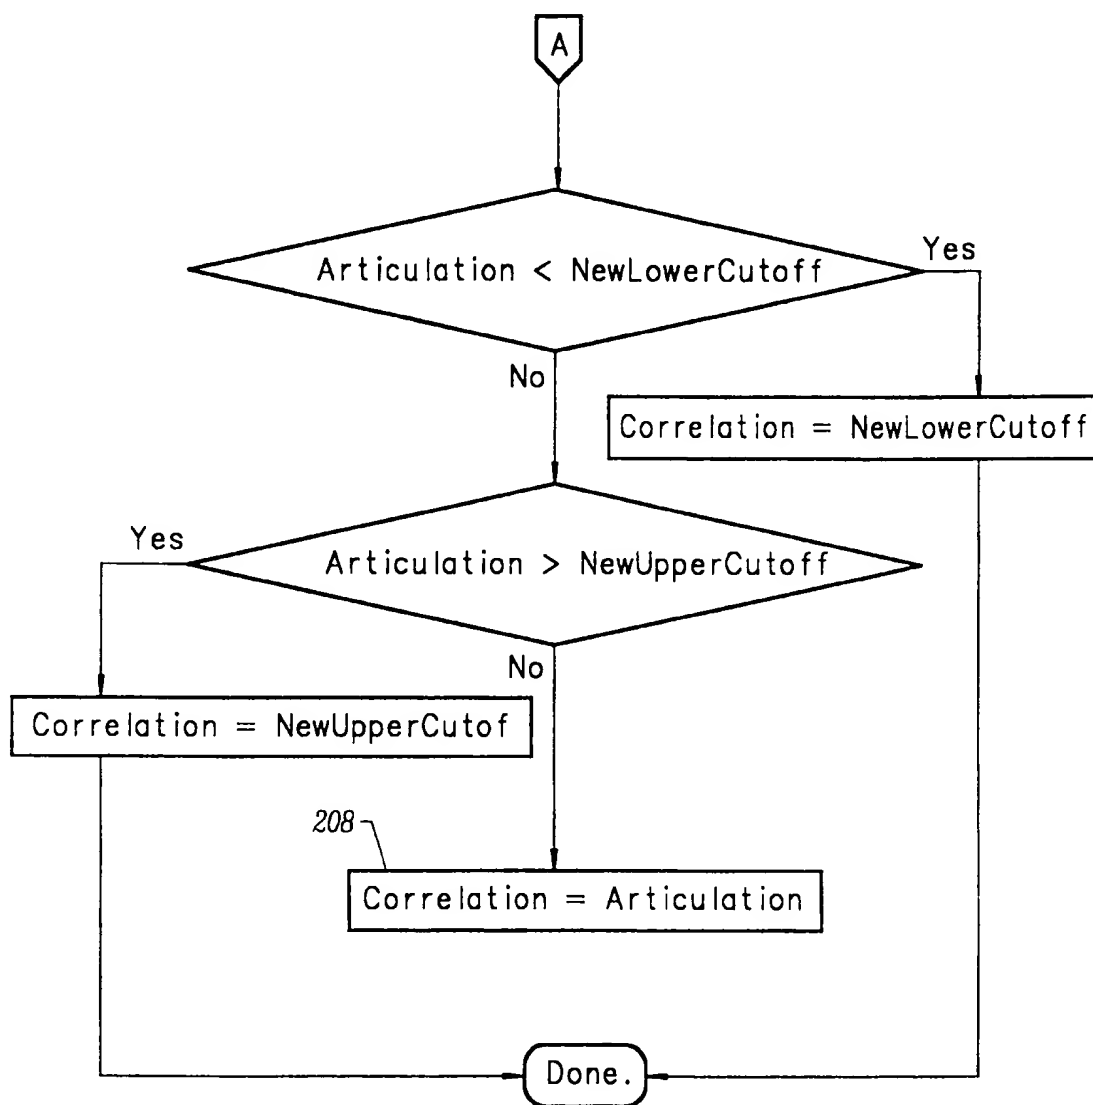 A
Articulation < NewLowerCutoff
Yes
No
Correlation = NewLowerCutoff
Yes
Articulation > NewUpperCutoff
No
Correlation = NewUpperCutof
208
Correlation = Articulation
Done.